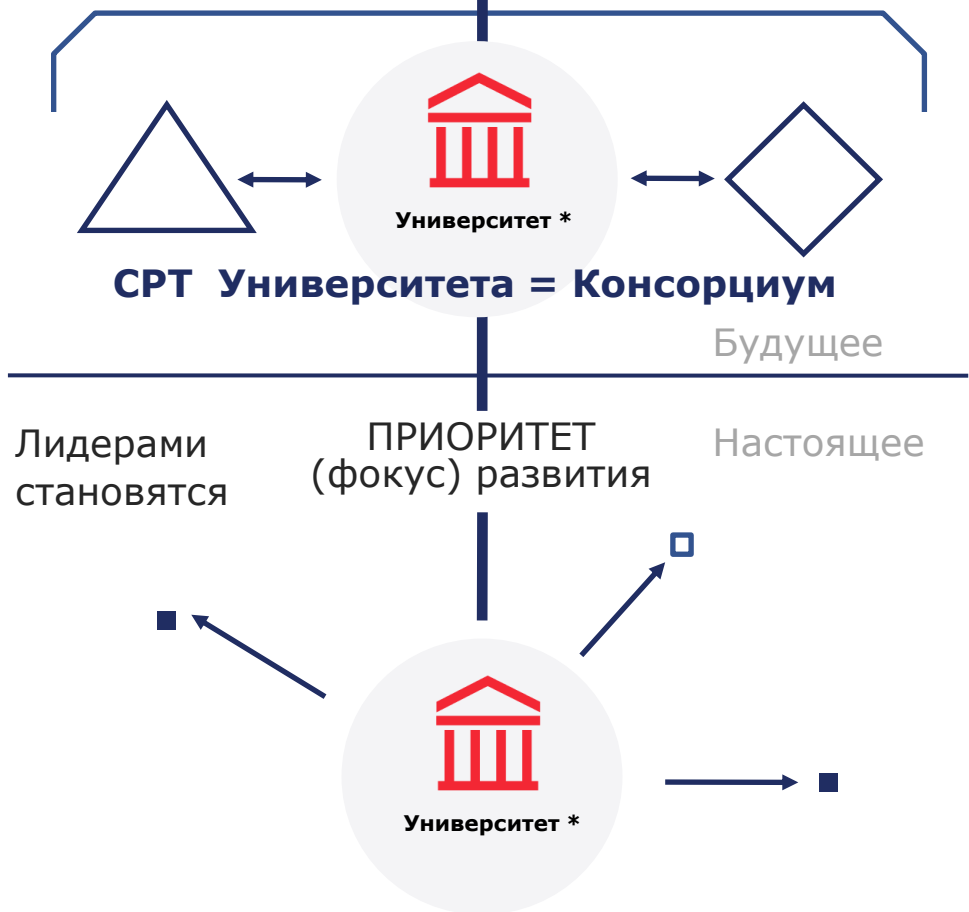 Университет *
СРТ Университета = Консорциум
Будущее
Лидерами
становятся
ПРИОРИТЕТ
(фокус) развития
Настоящее
Университет *